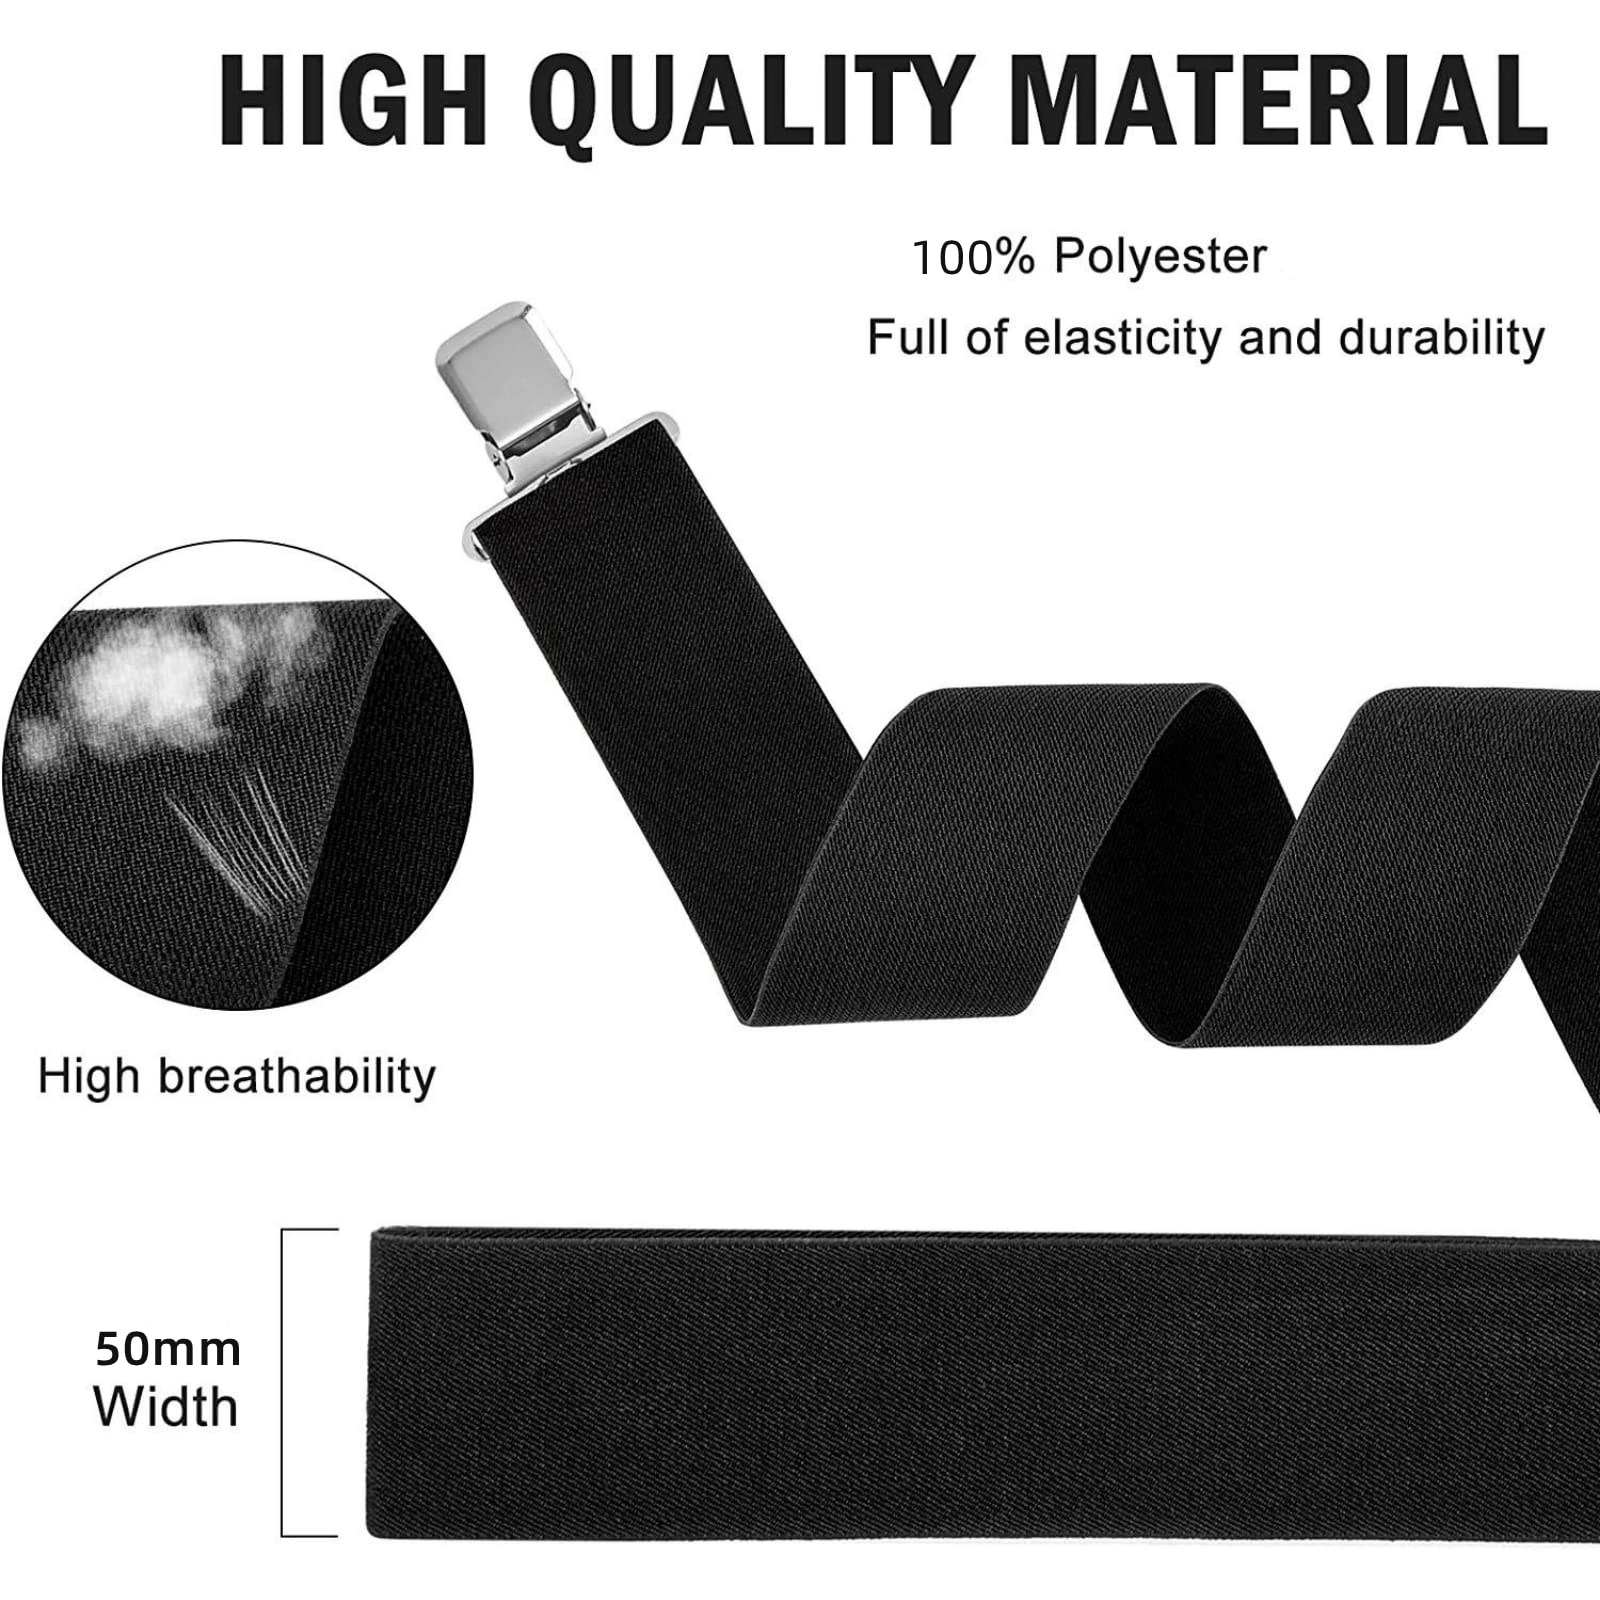 HIGH QUALITY MATERIAL
100% Polyester
Full of elasticity and durability
High breathability
50mm
Width